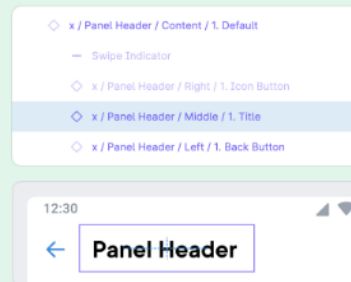 x / Panel Header / Content / 1. Default
Swipe Indicator
x / Panel Header / Right / 1. Icon Button
x / Panel Header / Middle / 1. Title
x / Panel Header / Left / 1. Back Button
12:30
Panel Header